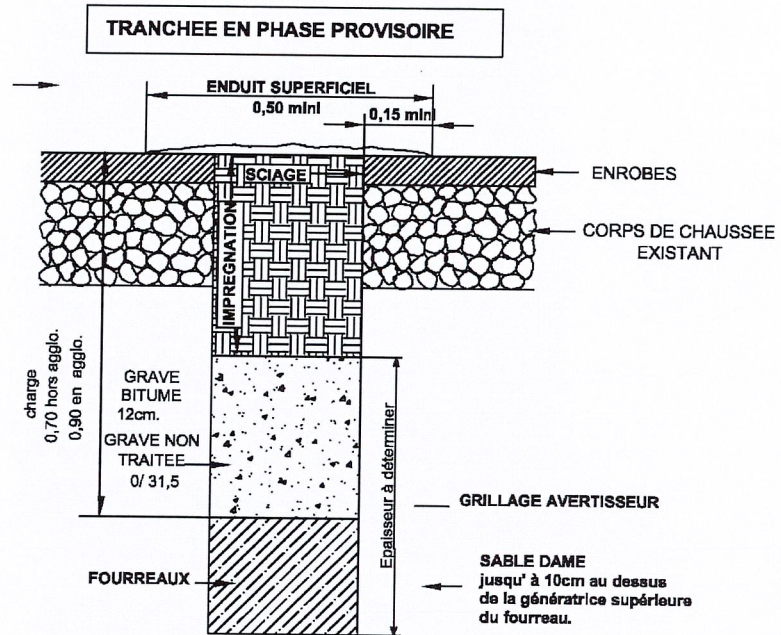 TRANCHEE EN PHASE PROVISOIRE
ENDUIT SUPERFICIEL
0,50 mini
0,15 mini
SCIAGE
ENROBES
IMPREGNATION
CORPS DE CHAUSSEE
EXISTANT
charge
0,70 hors agglo.
0,90 en agglo.
GRAVE
BITUME
12cm.
GRAVE NON
TRAITEE
0/ 31,5
Epaisseur à déterminer
GRILLAGE AVERTISSEUR
FOURREAUX
SABLE DAME
jusqu' à 10cm au dessus
de la génératrice supérieure
du fourreau.